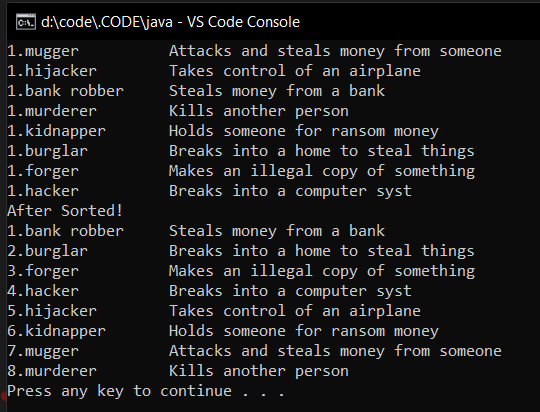 d:\code\.CODE\java - VS Code Console
1.mugger Attacks and steals money from someone
1.hijacker Takes control of an airplane
1.bank robber Steals money from a bank
1.murderer Kills another person
1.kidnapper Holds someone for ransom money
1.burglar Breaks into a home to steal things
1.forger Makes an illegal copy of something
1.hacker Breaks into a computer syst
After Sorted!
1.bank robber Steals money from a bank
2.burglar Breaks into a home to steal things
3.forger Makes an illegal copy of something
4.hacker Breaks into a computer syst
5.hijacker Takes control of an airplane
6.kidnapper Holds someone for ransom money
7.mugger Attacks and steals money from someone
8.murderer Kills another person
Press any key to continue . . .